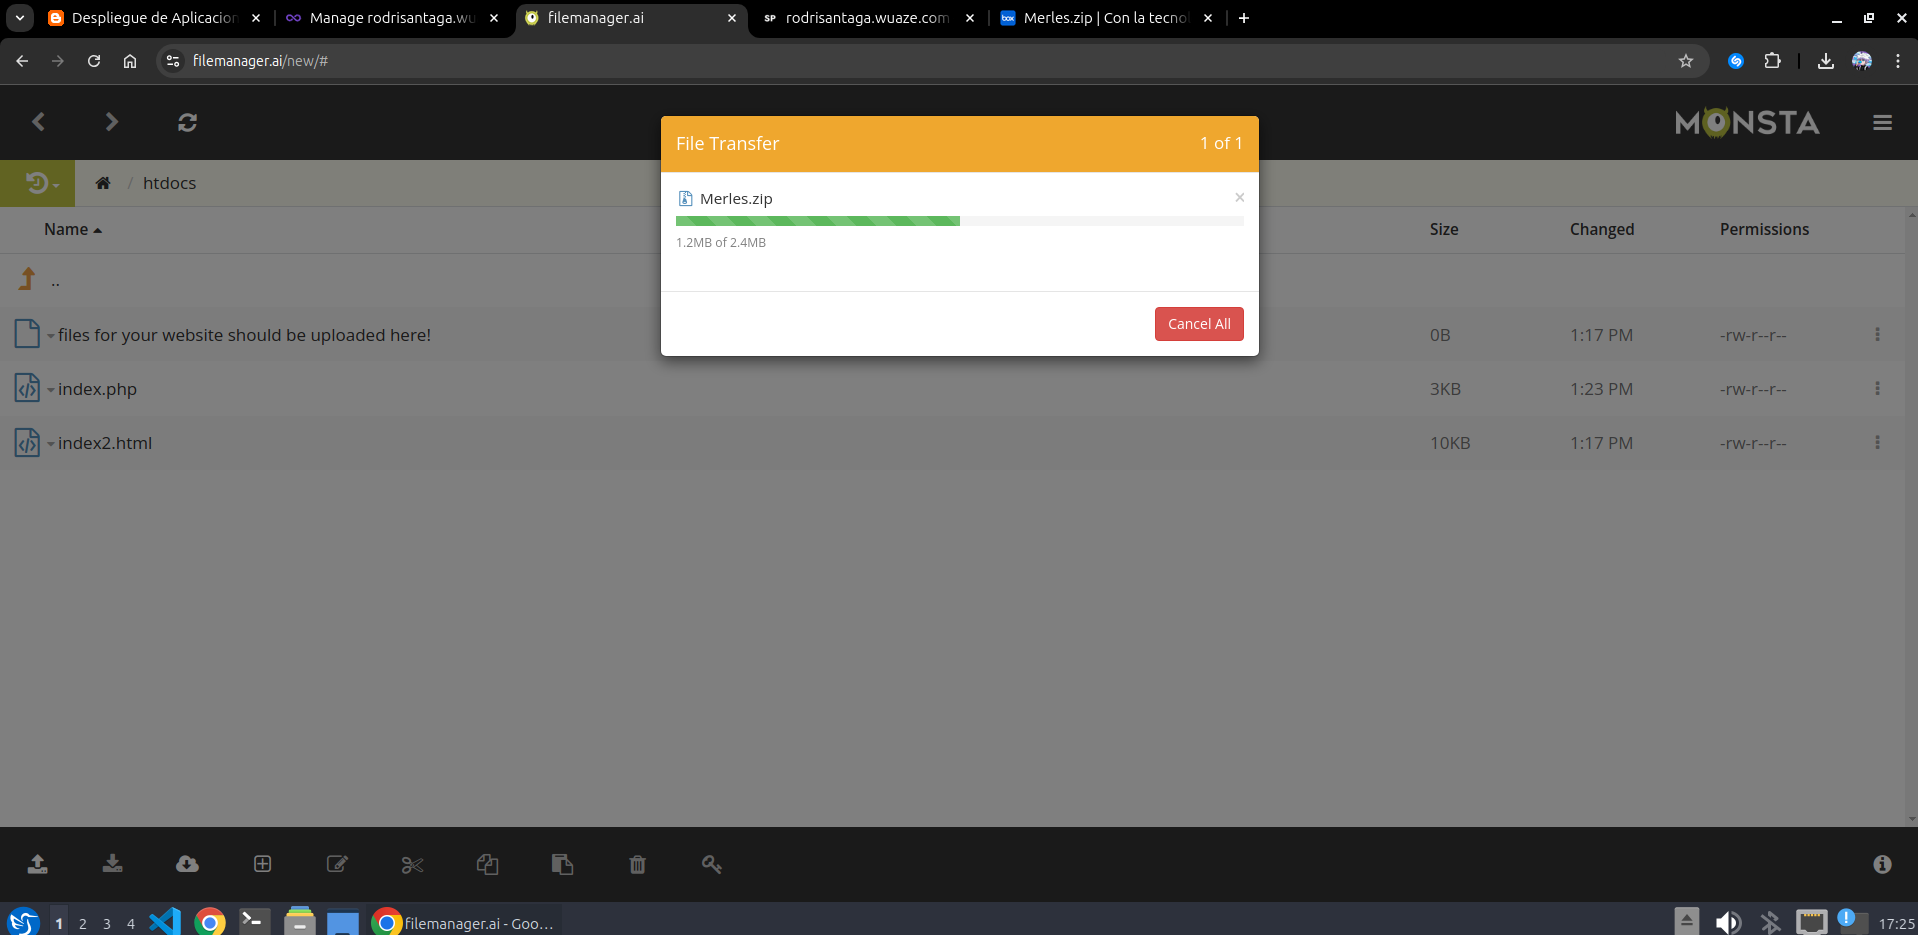 Despliegue de Aplicacion
Manage rodrisantaga.wu
filemanager.ai
SP rodrisantaga.wuaze.com
box Merles.zip | Con la tecnol
filemanager.ai/new/#
MONSTA
File Transfer 1 of 1
/ htdocs
Merles.zip
1.2MB of 2.4MB
Cancel All
Name Size Changed Permissions
..
files for your website should be uploaded here! 0B 1:17 PM -rw-r--r--
index.php 3KB 1:23 PM -rw-r--r--
index2.html 10KB 1:17 PM -rw-r--r--
1 2 3 4 filemanager.ai - Goo... 17:25